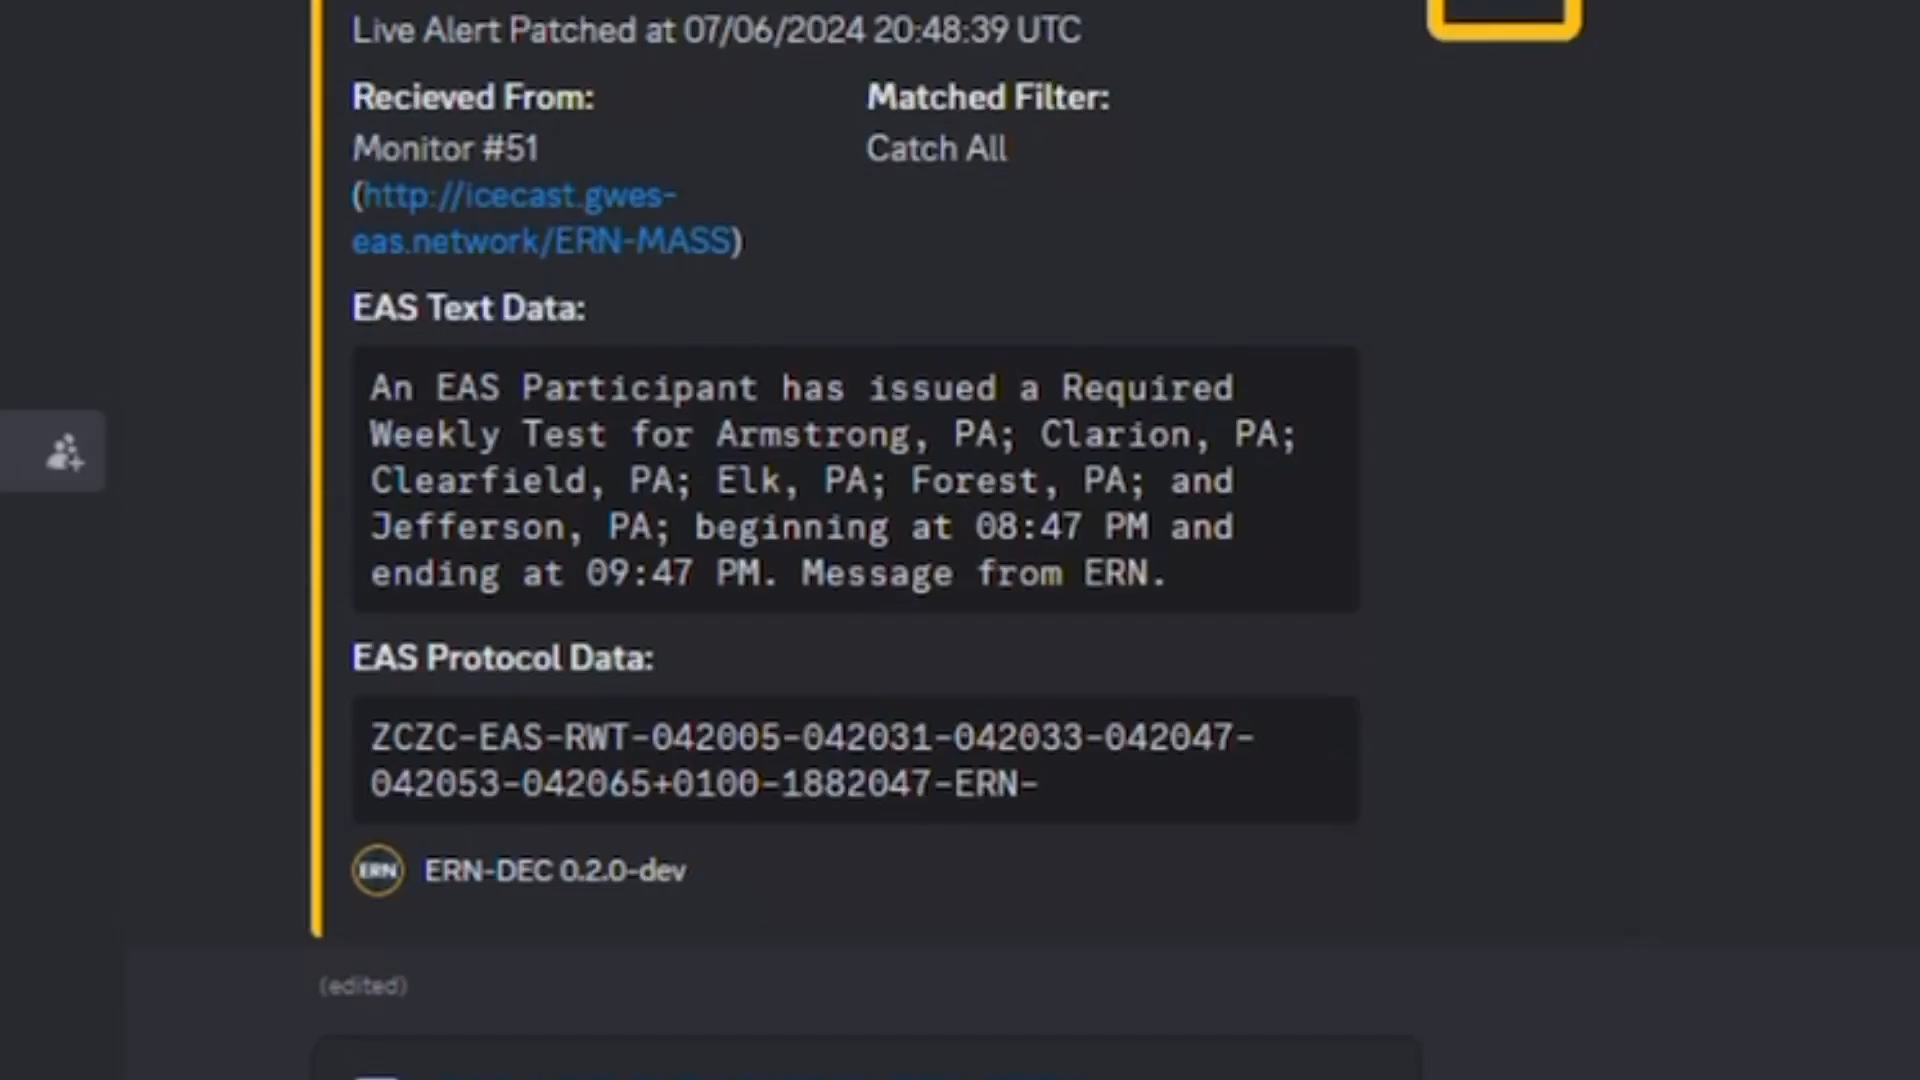 Live Alert Patched at 07/06/2024 20:48:39 UTC
Recieved From:
Monitor #51
(http://icecast.gwes-
eas.network/ERN-MASS)
Matched Filter:
Catch All
EAS Text Data:
An EAS Participant has issued a Required
Weekly Test for Armstrong, PA; Clarion, PA;
Clearfield, PA; Elk, PA; Forest, PA; and
Jefferson, PA; beginning at 08:47 PM and
ending at 09:47 PM. Message from ERN.
EAS Protocol Data:
ZCZC-EAS-RWT-042005-042031-042033-042047-
042053-042065+0100-1882047-ERN-
ERN ERN-DEC 0.2.0-dev
(edited)